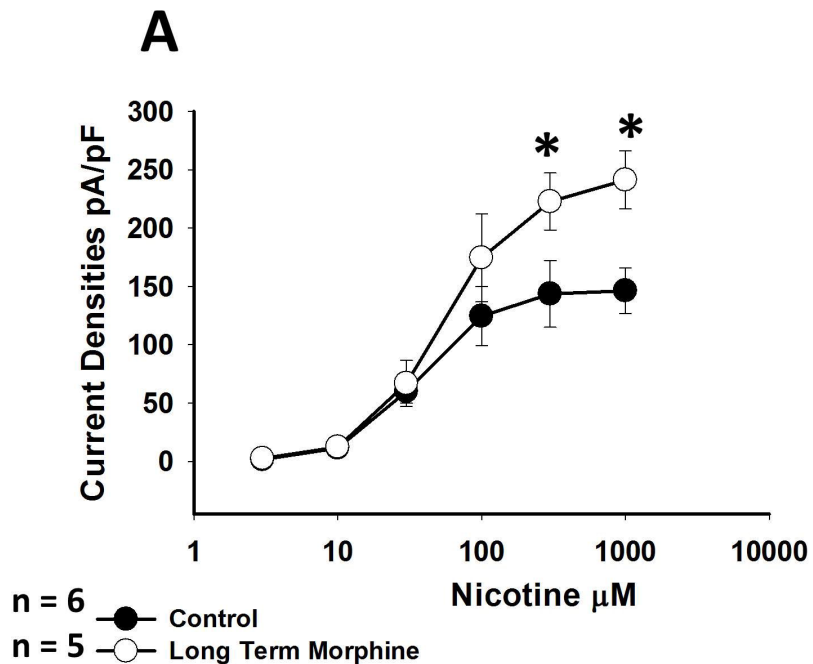 A
300
250
200
150
100
50
0
Current Densities pA/pF
*
*
1 10 100 1000 10000
Nicotine μM
n = 6 Control
n = 5 Long Term Morphine